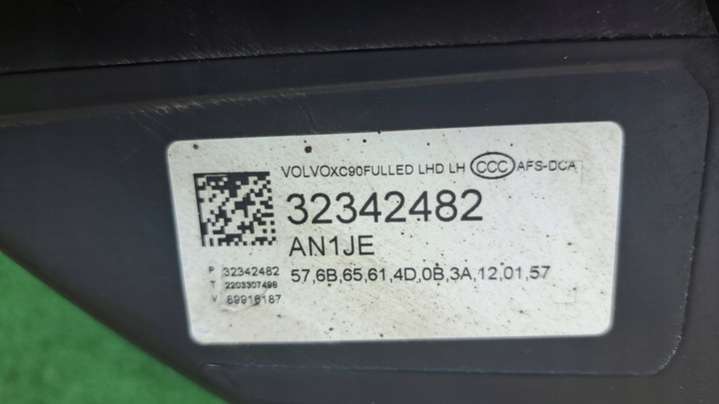 VOLVOXC90FULLED LHD LH CCC AFS-DCA
32342482
AN1JE
P 32342482
T 2203307498
V 89916187
57,6B,65,61,4D,0B,3A,12,01,57